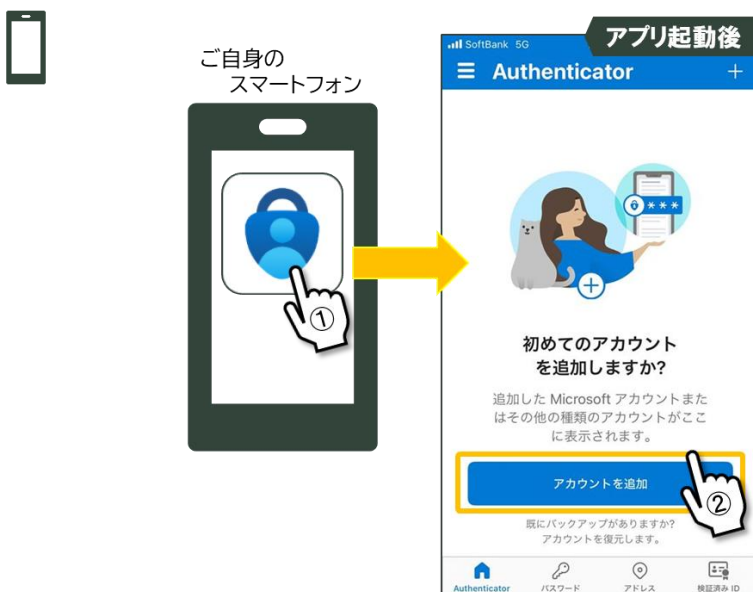 ご自身の
スマートフォン
①
アプリ起動後
SoftBank 5G
Authenticator
初めてのアカウント
を追加しますか?
追加した Microsoft アカウントまた
はその他の種類のアカウントがここ
に表示されます。
アカウントを追加
②
既にバックアップがありますか?
アカウントを復元します。
Authenticator パスワード アドレス 検証済み ID